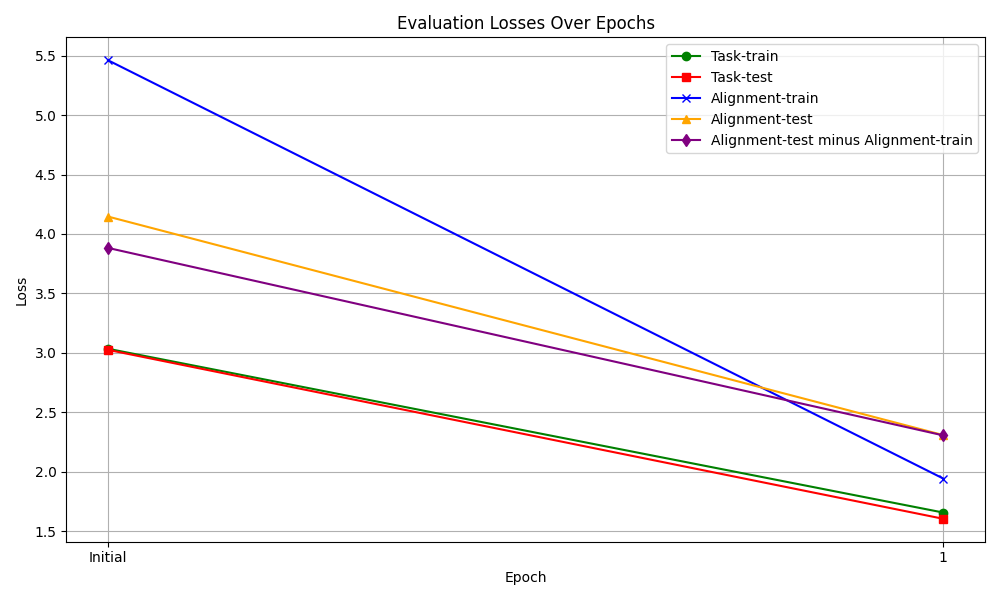 Evaluation Losses Over Epochs
Task-train
Task-test
Alignment-train
Alignment-test
Alignment-test minus Alignment-train
Loss
5.5
5.0
4.5
4.0
3.5
3.0
2.5
2.0
1.5
Initial
1
Epoch